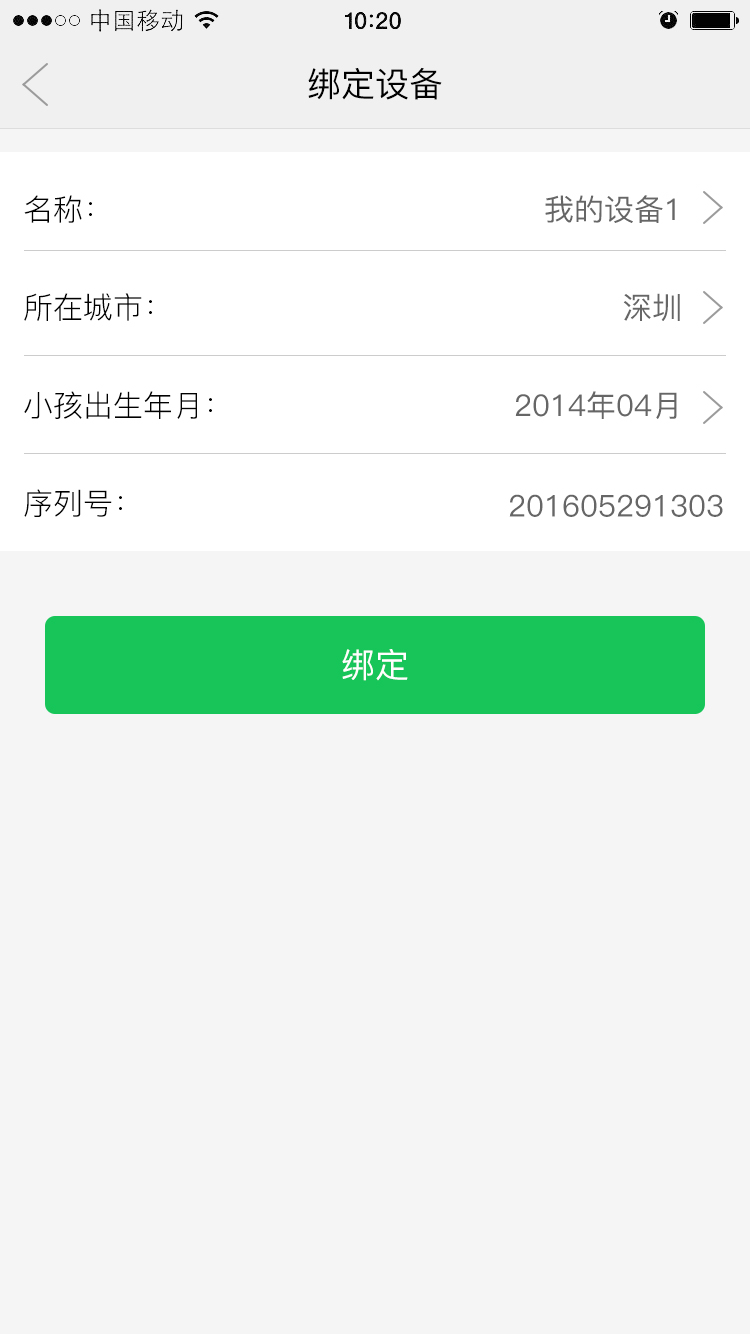 中国移动 10:20
绑定设备
名称： 我的设备1
所在城市： 深圳
小孩出生年月： 2014年04月
序列号： 201605291303
绑定